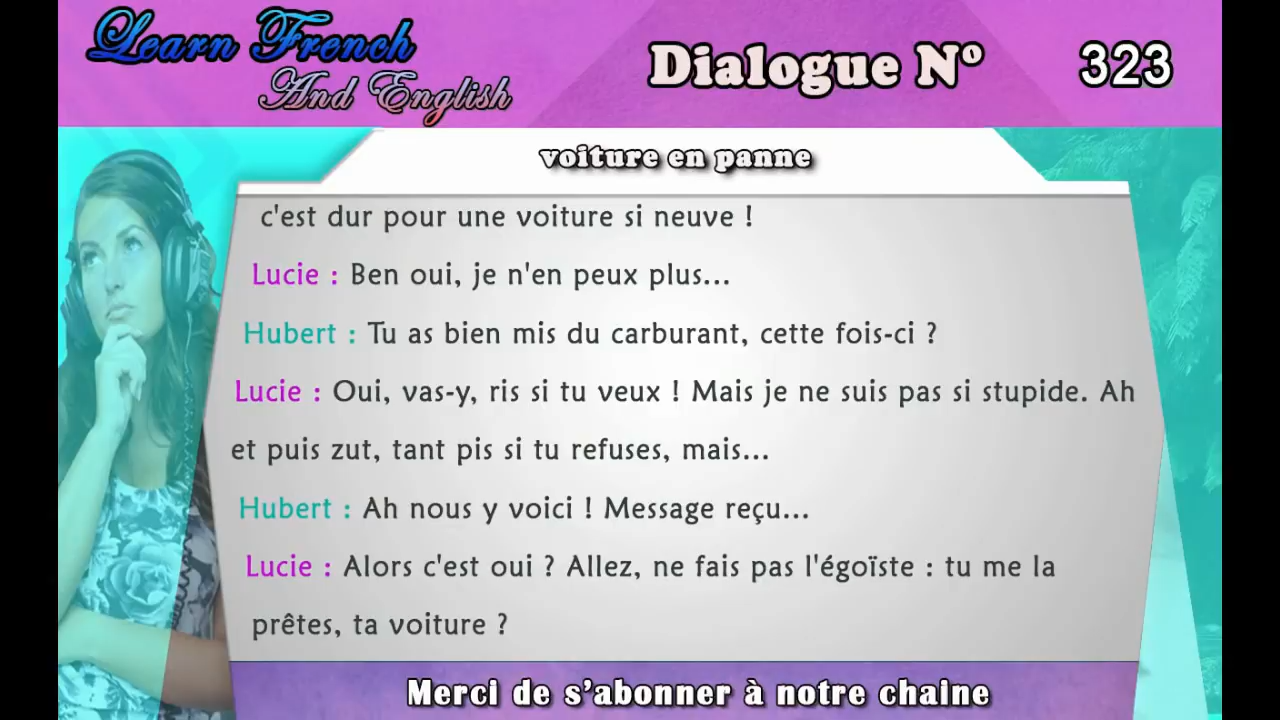 Learn French
And English
Dialogue N° 323
voiture en panne
c'est dur pour une voiture si neuve !
Lucie : Ben oui, je n'en peux plus...
Hubert : Tu as bien mis du carburant, cette fois-ci ?
Lucie : Oui, vas-y, ris si tu veux ! Mais je ne suis pas si stupide. Ah
et puis zut, tant pis si tu refuses, mais...
Hubert : Ah nous y voici ! Message reçu...
Lucie : Alors c'est oui ? Allez, ne fais pas l'égoïste : tu me la
prêtes, ta voiture ?
Merci de s’abonner à notre chaine